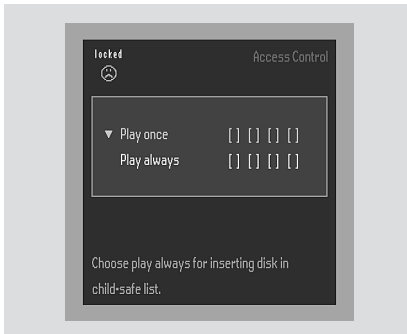 locked
Access Control
Play once [ ] [ ] [ ] [ ]
Play always [ ] [ ] [ ] [ ]
Choose play always for inserting disk in
child-safe list.